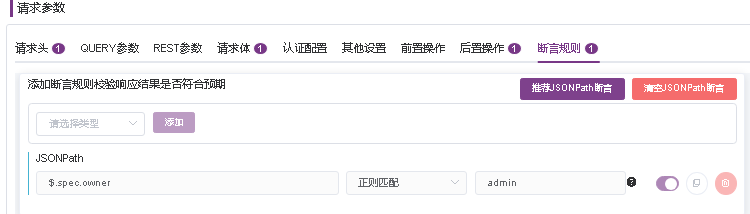 请求参数
请求头 1 QUERY参数 REST参数 请求体 1 认证配置 其他设置 前置操作 后置操作 1 断言规则 1
添加断言规则校验响应结果是否符合预期 推荐JSONPath断言 清空JSONPath断言
请选择类型 添加
JSONPath
$.spec.owner 正则匹配 admin ?